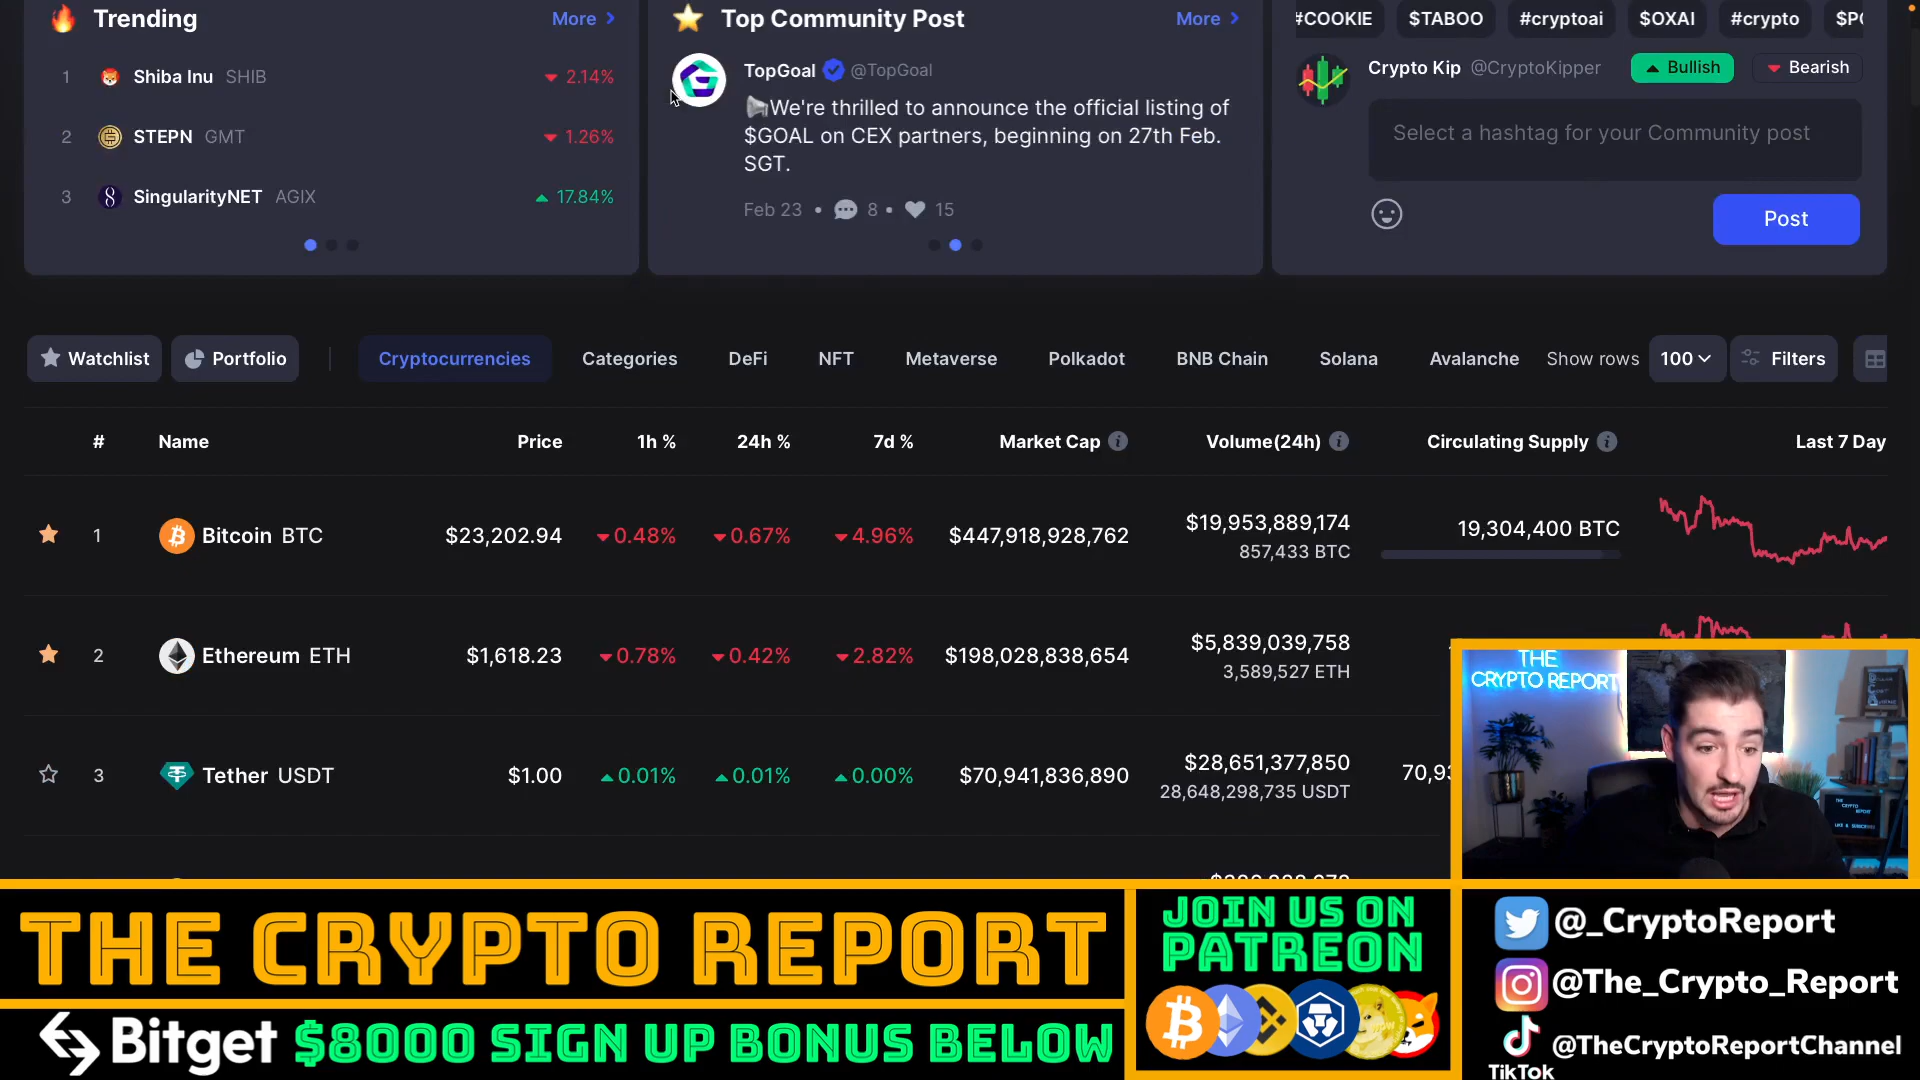 Trending
More
1 Shiba Inu SHIB 2.14%
2 STEPN GMT 1.26%
3 SingularityNET AGIX 17.84%
Top Community Post
More
TopGoal @TopGoal
We're thrilled to announce the official listing of
$GOAL on CEX partners, beginning on 27th Feb.
SGT.
Feb 23 • 8 • 15
#COOKIE $TABOO #cryptoai $OXAI #crypto
Crypto Kip @CryptoKipper Bullish Bearish
Select a hashtag for your Community post
Post
Watchlist Portfolio Cryptocurrencies Categories DeFi NFT Metaverse Polkadot BNB Chain Solana Avalanche Show rows 100 Filters
# Name Price 1h % 24h % 7d % Market Cap Volume(24h) Circulating Supply Last 7 Day
1 Bitcoin BTC $23,202.94 0.48% 0.67% 4.96% $447,918,928,762 $19,953,889,174 19,304,400 BTC
857,433 BTC
2 Ethereum ETH $1,618.23 0.78% 0.42% 2.82% $198,028,838,654 $5,839,039,758
3,589,527 ETH
3 Tether USDT $1.00 0.01% 0.01% 0.00% $70,941,836,890 $28,651,377,850
28,648,298,735 USDT
THE
CRYPTO REPORT
THE CRYPTO REPORT
Bitget $8000 SIGN UP BONUS BELOW
JOIN US ON
PATREON
@_CryptoReport
@The_Crypto_Report
@TheCryptoReportChannel
TikTok